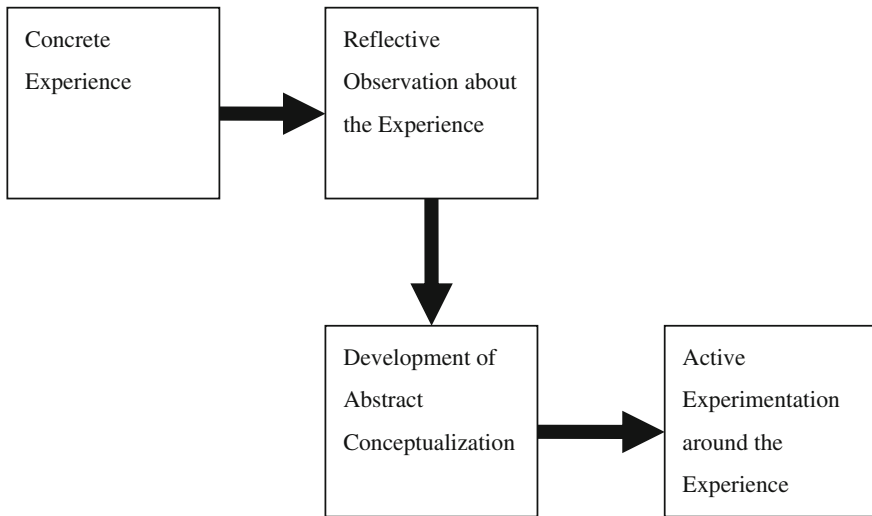 Concrete
Experience
Reflective
Observation about
the Experience
Development of
Abstract
Conceptualization
Active
Experimentation
around the
Experience